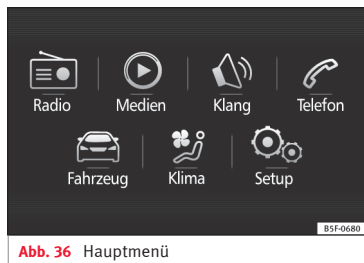 Radio Medien Klang Telefon
Fahrzeug Klima Setup
B5F-0680
Abb. 36 Hauptmenü